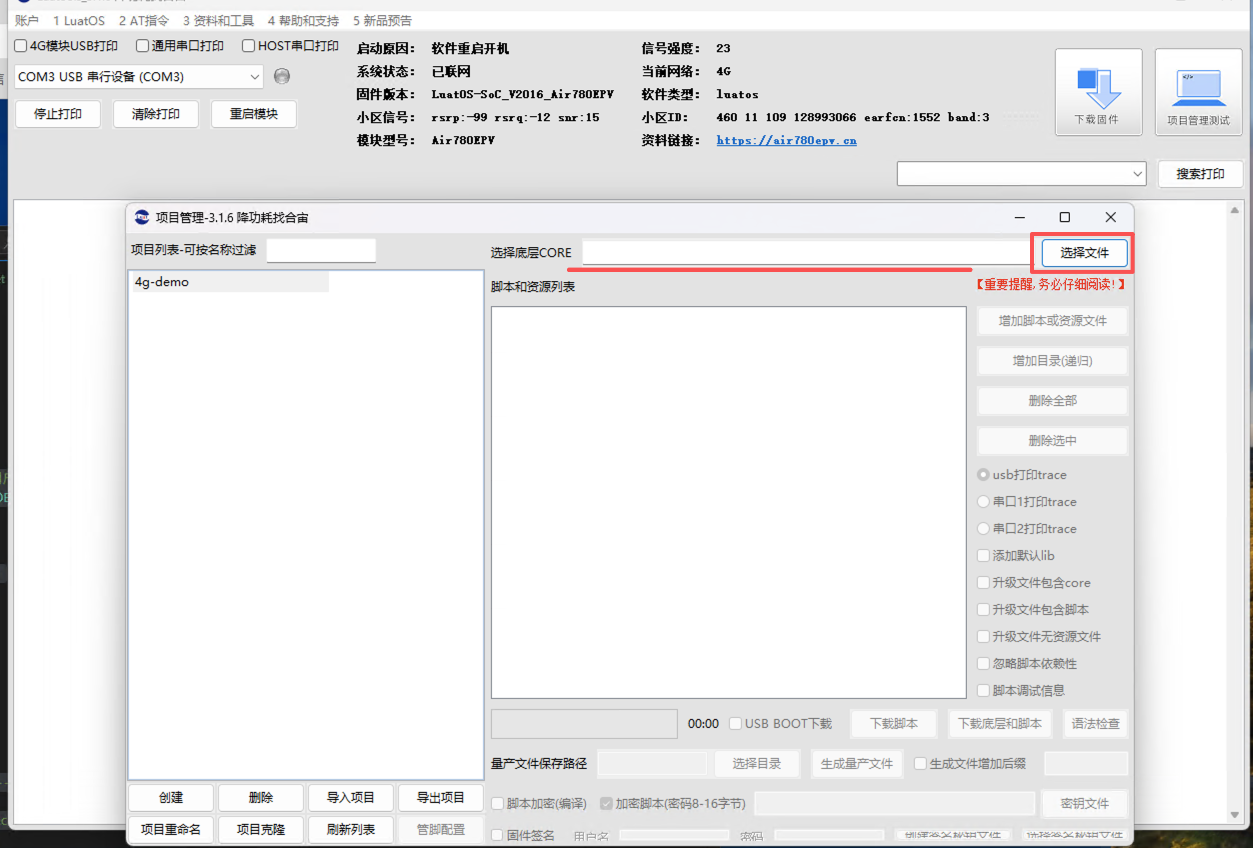 账户 1 LuatOS 2 AT指令 3 资料和工具 4 帮助和支持 5 新品预告
4G模块USB打印 通用串口打印 HOST串口打印
COM3 USB 串行设备 (COM3)
停止打印 清除打印 重启模块
启动原因: 软件重启开机 信号强度: 23
系统状态: 已联网 当前网络: 4G
固件版本: LuatOS-SoC_V2016_Air780EPV 软件类型: luatos
小区信号: rsrp:-99 rsrq:-12 snr:15 小区ID: 460 11 109 128993066 earfcn:1552 band:3
模块型号: Air780EPV 资料链接: https://air780epv.cn
下载固件
</>
项目管理测试
搜索打印
项目管理-3.1.6 降功耗找合宙
项目列表-可按名称过滤
4g-demo
选择底层CORE 选择文件
脚本和资源列表 【重要提醒, 务必仔细阅读!】
增加脚本或资源文件
增加目录(递归)
删除全部
删除选中
usb打印trace
串口1打印trace
串口2打印trace
添加默认lib
升级文件包含core
升级文件包含脚本
升级文件无资源文件
忽略脚本依赖性
脚本调试信息
00:00 USB BOOT下载 下载脚本 下载底层和脚本 语法检查
量产文件保存路径 选择目录 生成量产文件 生成文件增加后缀
脚本加密(编译) 加密脚本(密码8-16字节) 密钥文件
固件签名 用户名 密码 创建签名秘钥文件 选择签名秘钥文件
创建 删除 导入项目 导出项目
项目重命名 项目克隆 刷新列表 管脚配置